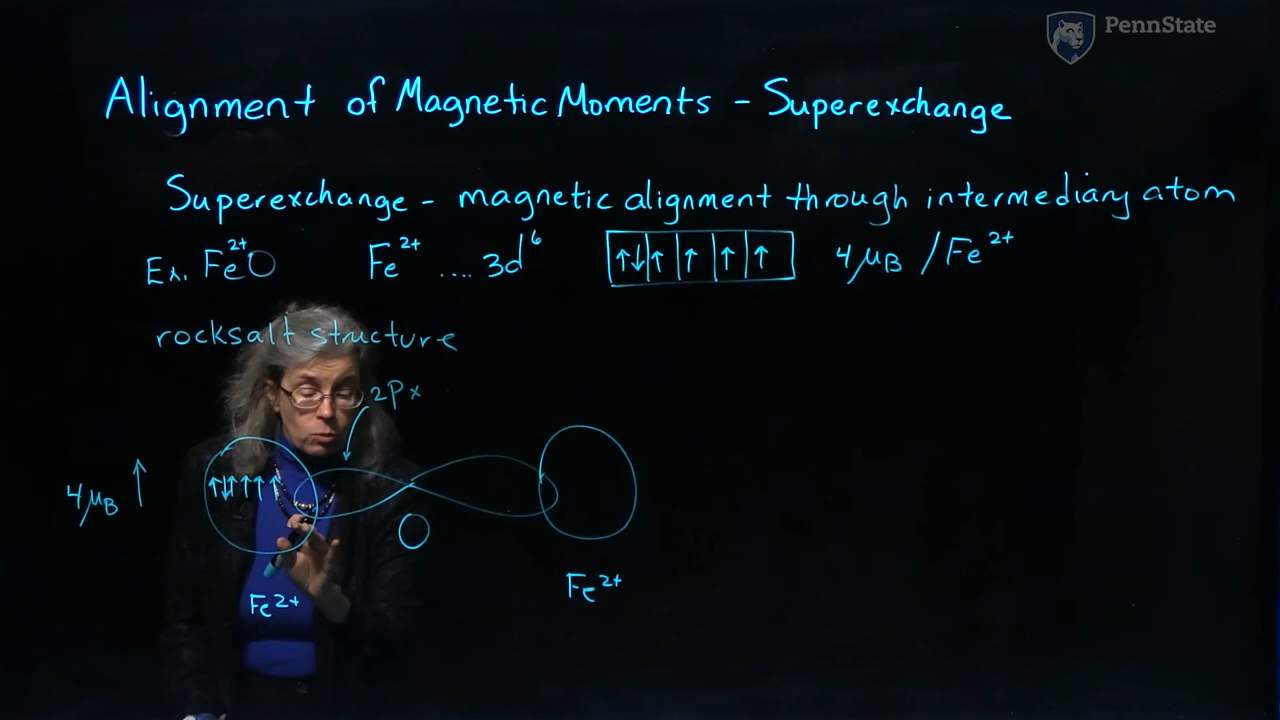 PennState
Alignment of Magnetic Moments - Superexchange
Superexchange - magnetic alignment through intermediary atom
Ex. Fe²⁺O Fe²⁺ .... 3d⁶ ↑↓ ↑ ↑ ↑ ↑ 4μB / Fe²⁺
rocksalt structure
2Px
4μB ↑ ↑↓↑↑↑↑
O
Fe²⁺ Fe²⁺